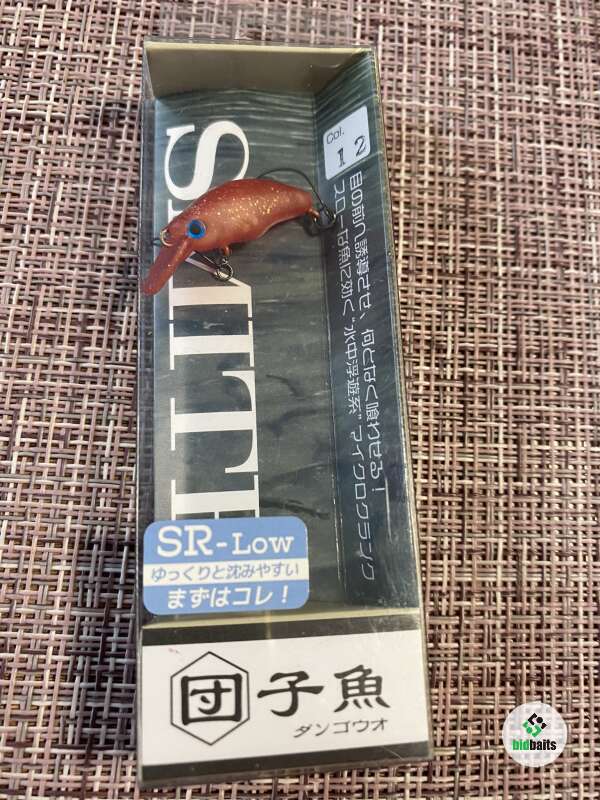 SMITH
Col.
12
目の前へ誘導させ、何となく喰わせる！
スローな魚に効く"水中浮遊系"マイクロクランク
SR-Low
ゆっくりと沈みやすい
まずはコレ！
団子魚
ダンゴウオ
bidbaits